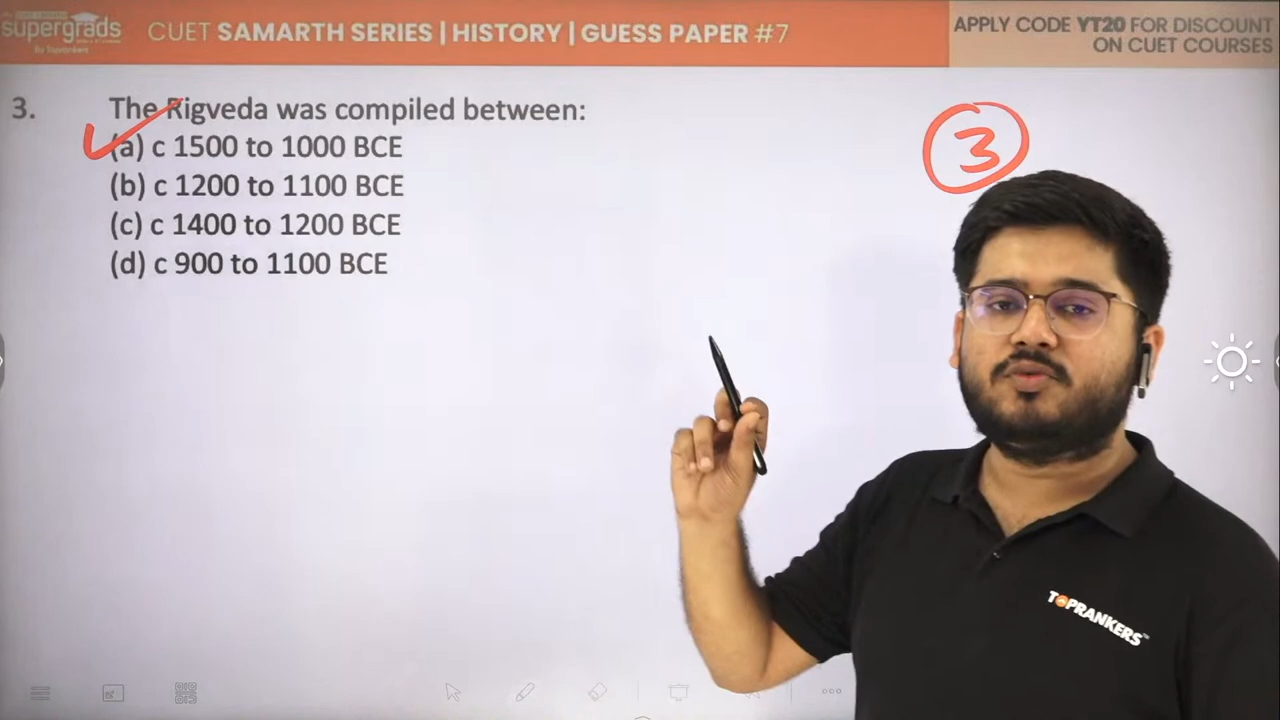 supergrads
By Toprankers
CUET SAMARTH SERIES | HISTORY | GUESS PAPER #7
APPLY CODE YT20 FOR DISCOUNT
ON CUET COURSES
3. The Rigveda was compiled between:
(a) c 1500 to 1000 BCE
(b) c 1200 to 1100 BCE
(c) c 1400 to 1200 BCE
(d) c 900 to 1100 BCE
3
TOPRANKERS